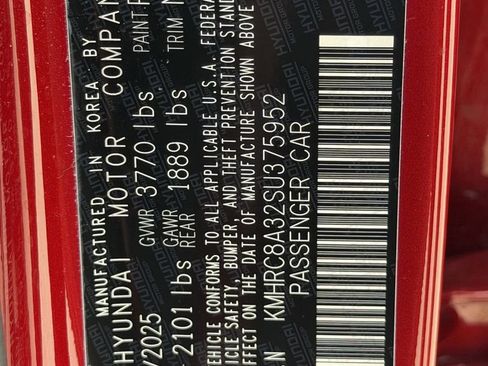 MANUFACTURED IN KOREA BY
HYUNDAI MOTOR COMPAN
/2025 GVWR 3770 lbs PAINT:
2101 lbs GAWR REAR 1889 lbs TRIM
VEHICLE CONFORMS TO ALL APPLICABLE U.S.A. FEDERA
VEHICLE SAFETY, BUMPER, AND THEFT PREVENTION STAND
EFFECT ON THE DATE OF MANUFACTURE SHOWN ABOVE
IN KMHRC8A32SU375952
PASSENGER CAR